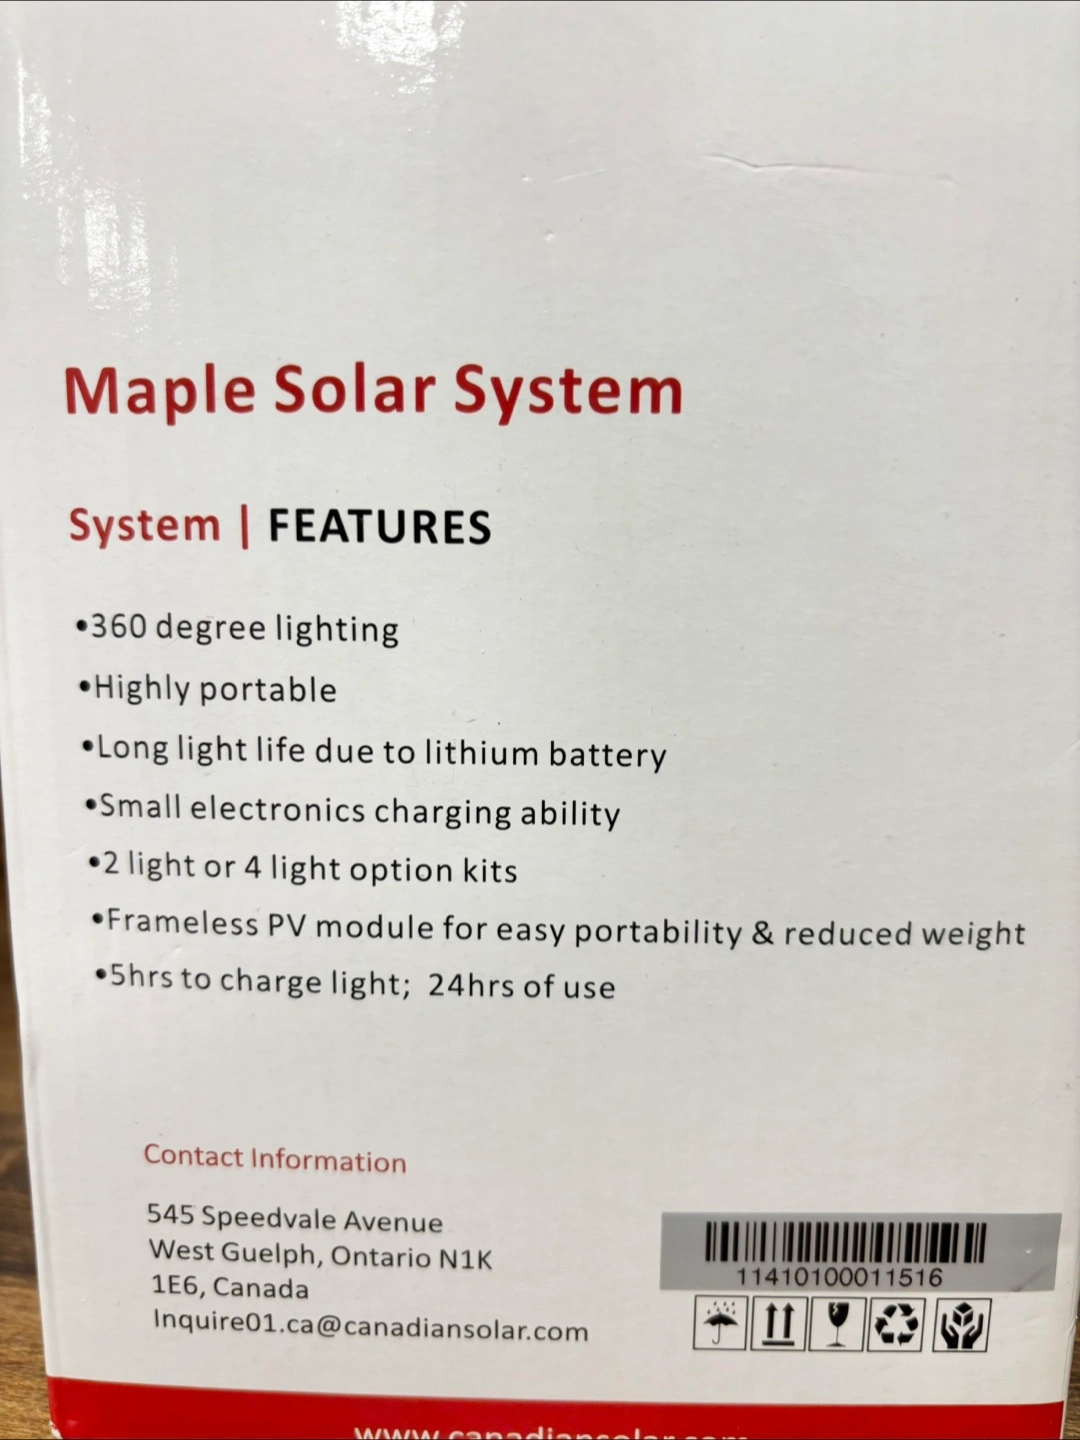 Maple Solar System
System | FEATURES
•360 degree lighting
•Highly portable
•Long light life due to lithium battery
•Small electronics charging ability
•2 light or 4 light option kits
•Frameless PV module for easy portability & reduced weight
•5hrs to charge light; 24hrs of use
Contact Information
545 Speedvale Avenue
West Guelph, Ontario N1K
1E6, Canada
Inquire01.ca@canadiansolar.com
11410100011516
www.canadiansolar.com